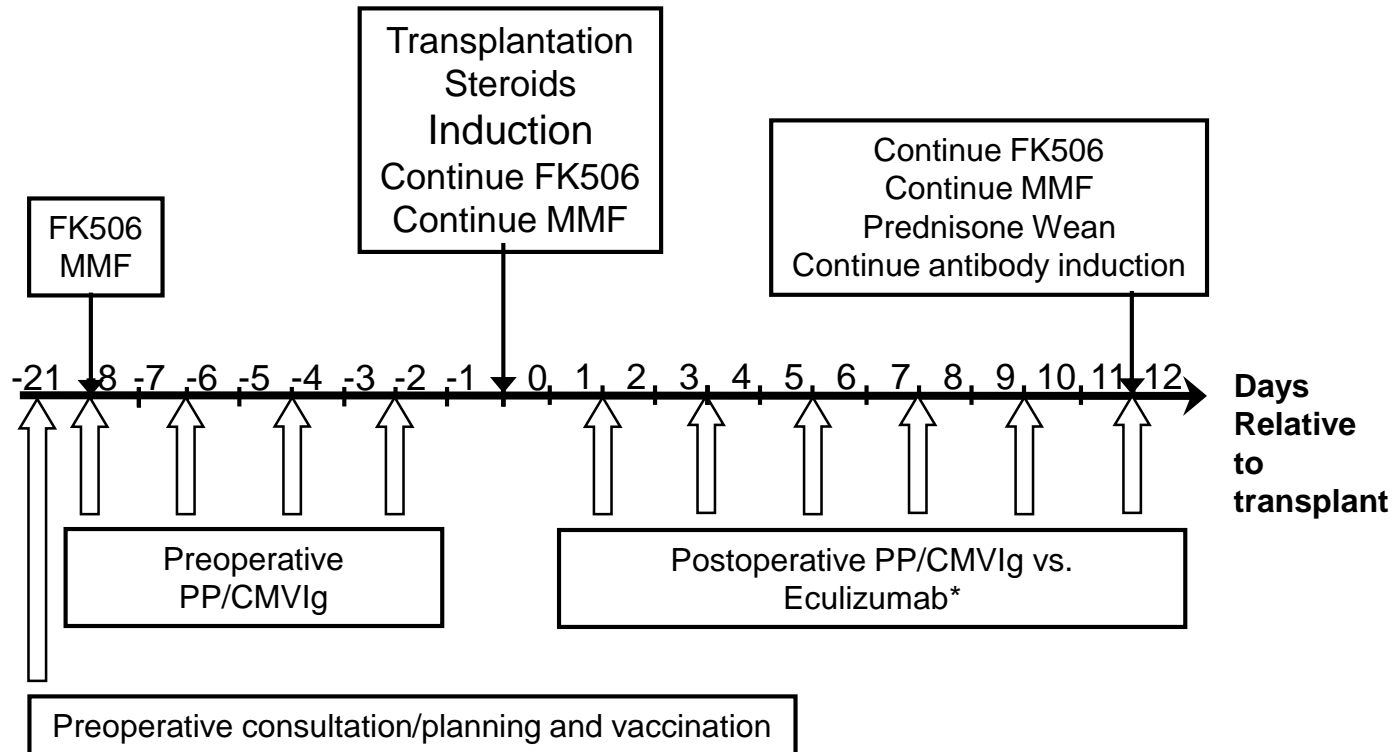 Transplantation
Steroids
Induction
Continue FK506
Continue MMF
Continue FK506
Continue MMF
Prednisone Wean
Continue antibody induction
FK506
MMF
-21 -8 -7 -6 -5 -4 -3 -2 -1 0 1 2 3 4 5 6 7 8 9 10 11 12
Days
Relative
to
transplant
Preoperative
PP/CMVIg
Postoperative PP/CMVIg vs.
Eculizumab*
Preoperative consultation/planning and vaccination